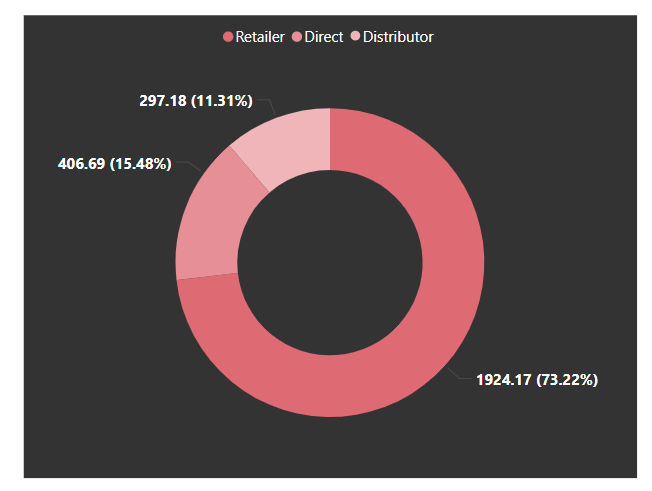 Retailer Direct Distributor
297.18 (11.31%)
406.69 (15.48%)
1924.17 (73.22%)